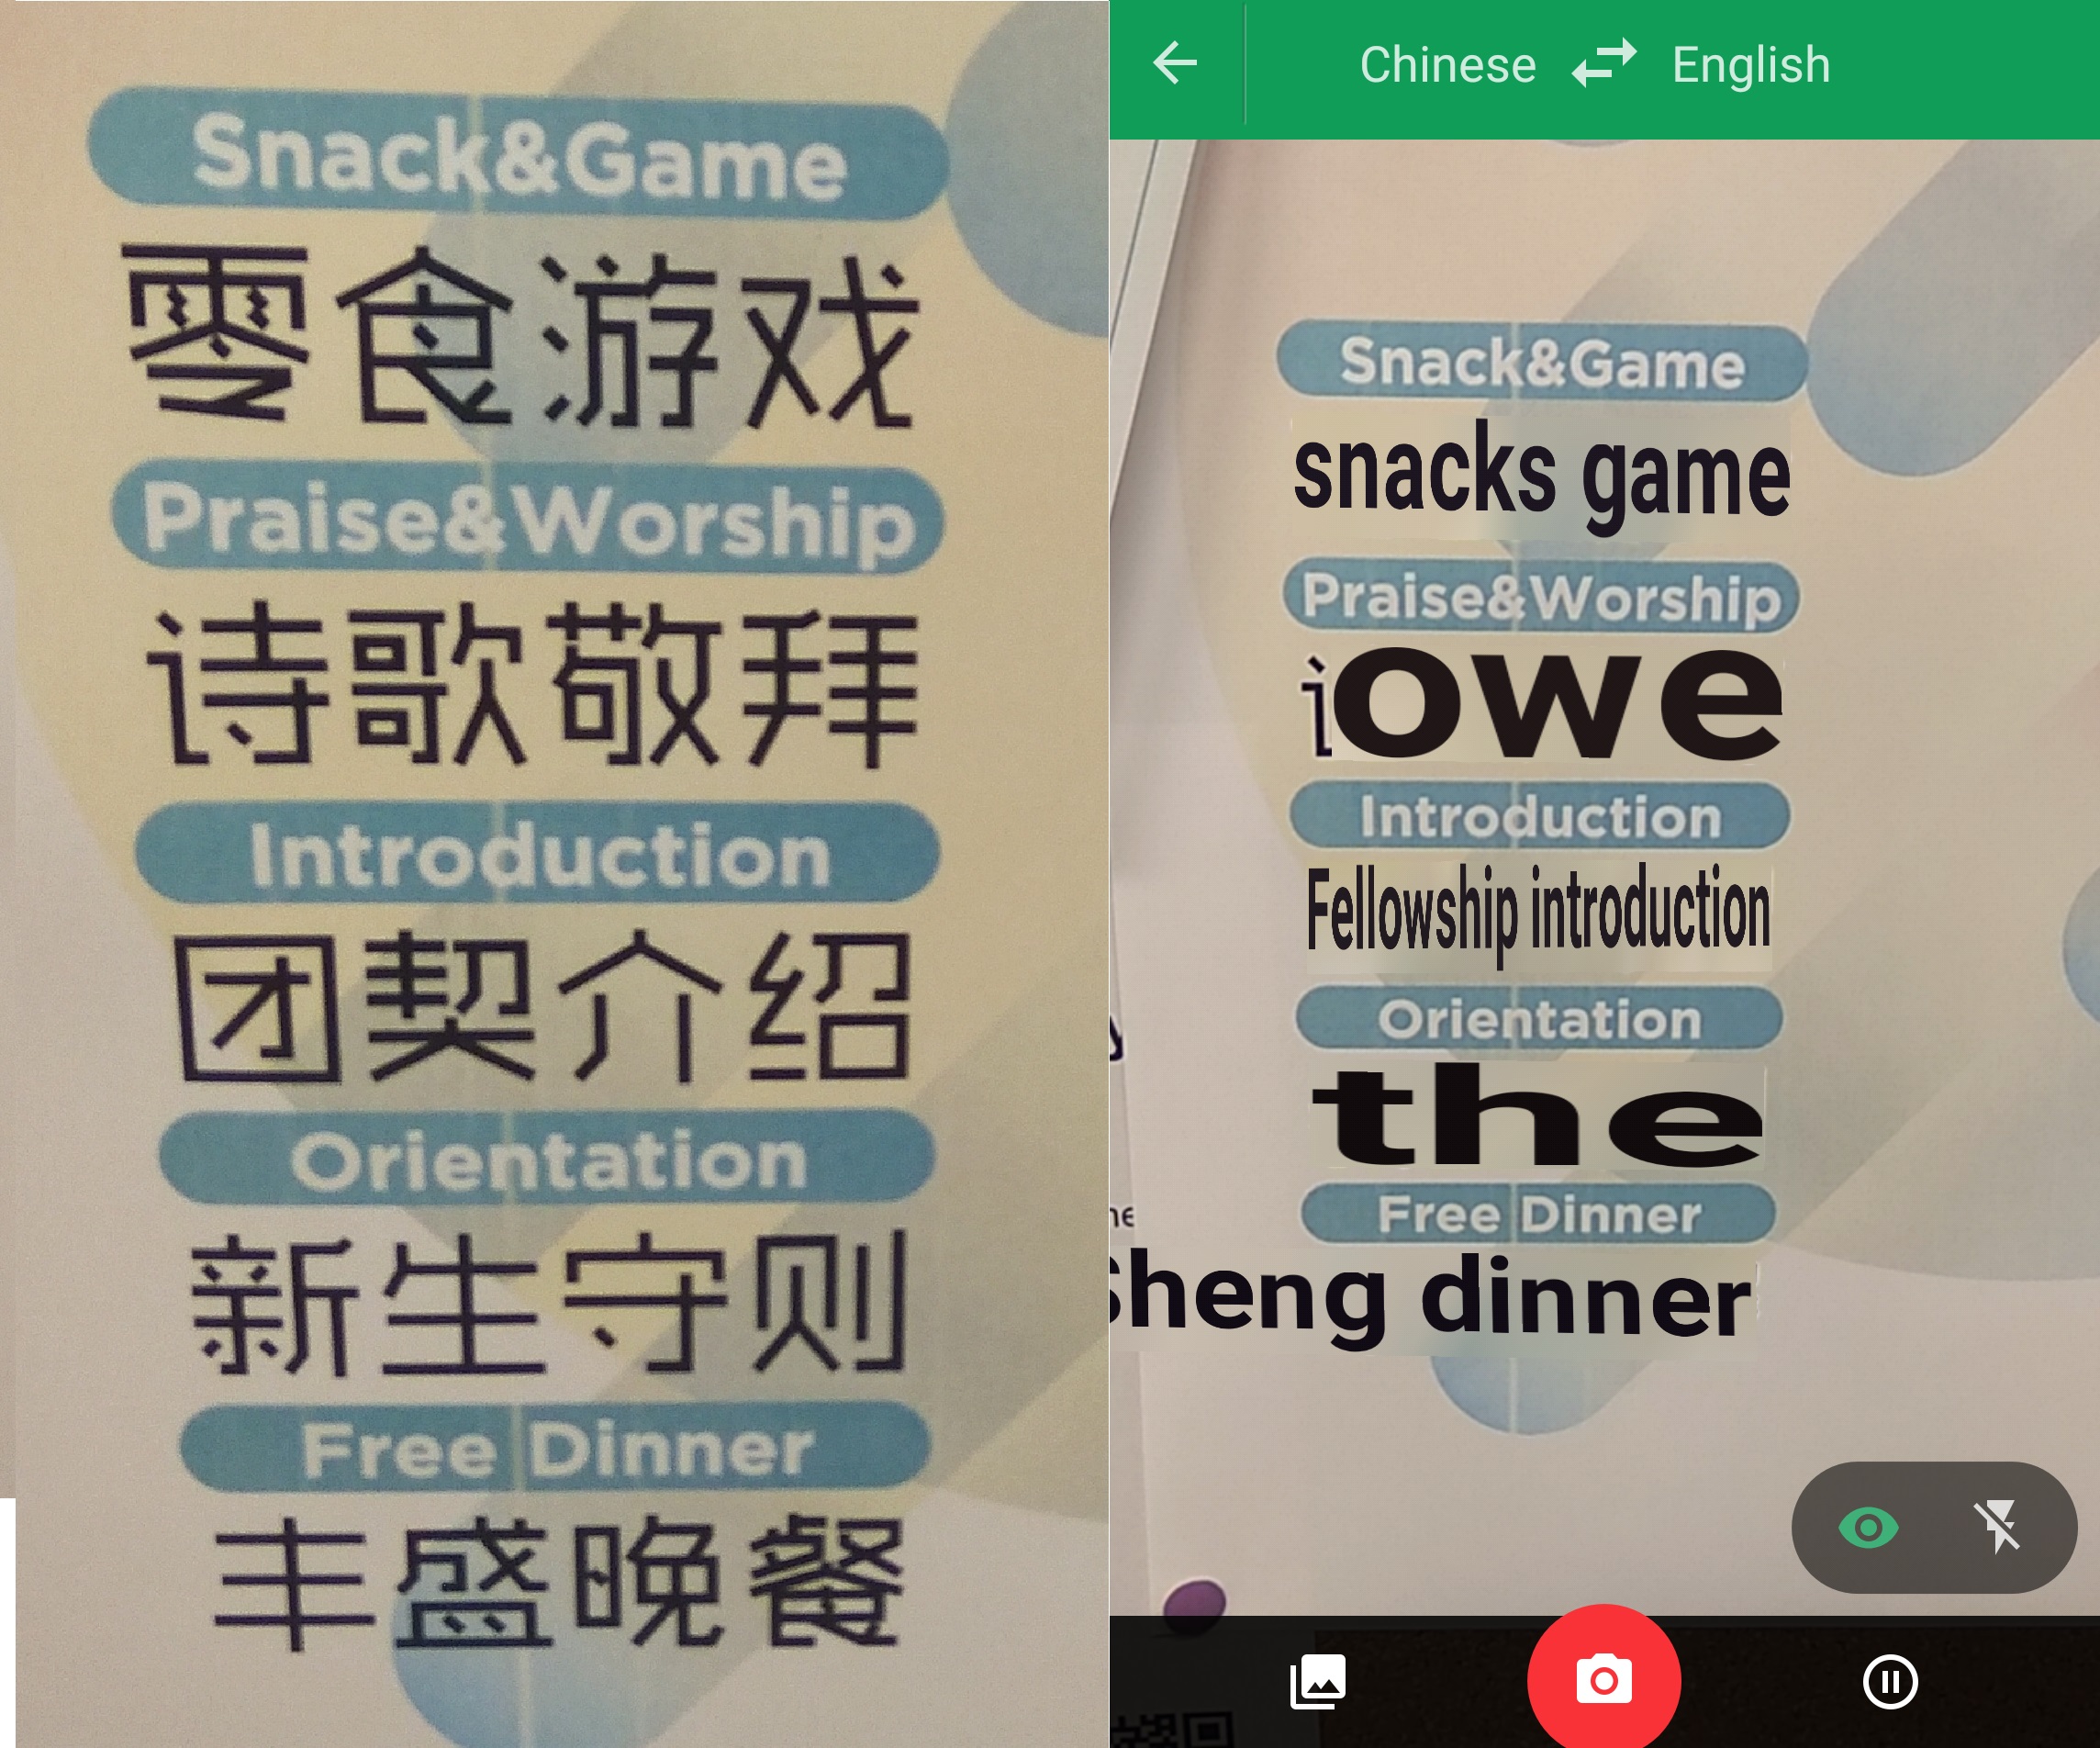 Snack&Game
零食游戏
Praise&Worship
诗歌敬拜
Introduction
团契介绍
Orientation
新生守则
Free Dinner
丰盛晚餐
Chinese English
Snack&Game
snacks game
Praise&Worship
owe
Introduction
Fellowship introduction
Orientation
the
Free Dinner
Sheng dinner